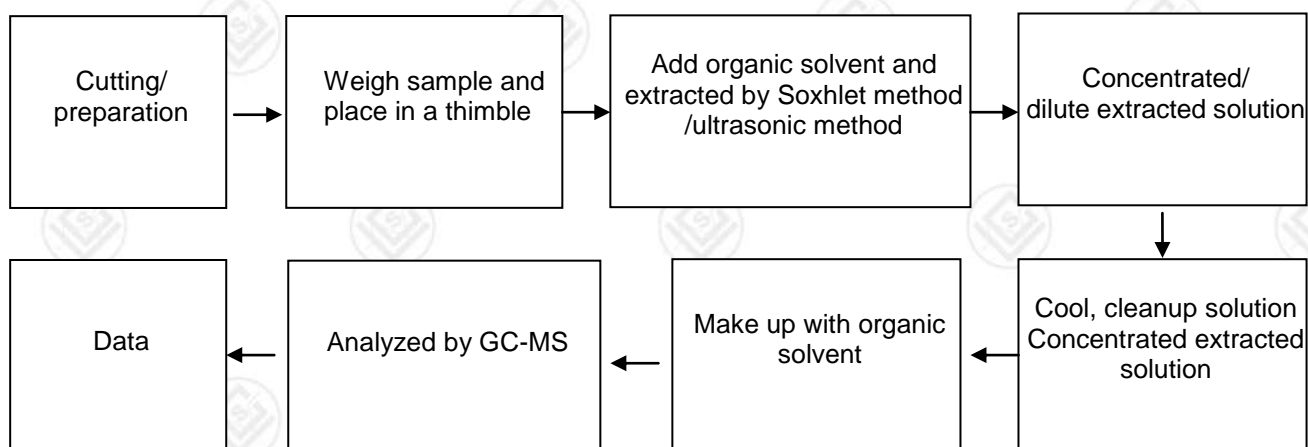 Cutting/
preparation
Weigh sample and
place in a thimble
Add organic solvent and
extracted by Soxhlet method
/ultrasonic method
Concentrated/
dilute extracted solution
Cool, cleanup solution
Concentrated extracted
solution
Make up with organic
solvent
Analyzed by GC-MS
Data